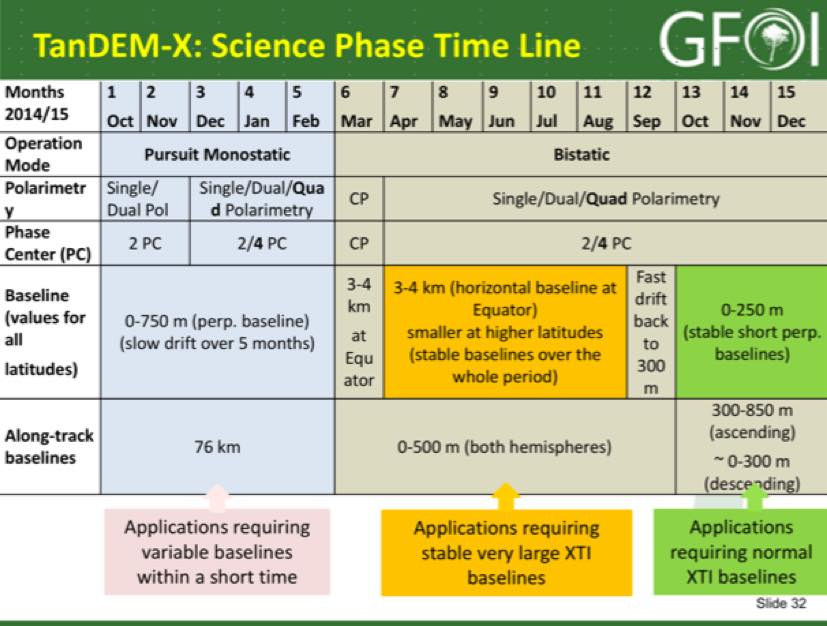 TanDEM-X: Science Phase Time Line
GFOI
Months 1 2 3 4 5 6 7 8 9 10 11 12 13 14 15
2014/15 Oct Nov Dec Jan Feb Mar Apr May Jun Jul Aug Sep Oct Nov Dec
Operation
Mode
Pursuit Monostatic
Bistatic
Polarimetr
y
Single/
Dual Pol
Single/Dual/Qua
d Polarimetry
CP
Single/Dual/Quad Polarimetry
Phase
Center (PC)
2 PC
2/4 PC
CP
2/4 PC
Baseline
(values for
all
latitudes)
0-750 m (perp. baseline)
(slow drift over 5 months)
3-4
km
at
Equ
ator
3-4 km (horizontal baseline at
Equator)
smaller at higher latitudes
(stable baselines over the
whole period)
Fast
drift
back
to
300
m
0-250 m
(stable short perp.
baselines)
Along-track
baselines
76 km
0-500 m (both hemispheres)
300-850 m
(ascending)
~ 0-300 m
(descending)
Applications requiring
variable baselines
within a short time
Applications requiring
stable very large XTI
baselines
Applications
requiring normal
XTI baselines
Slide 32